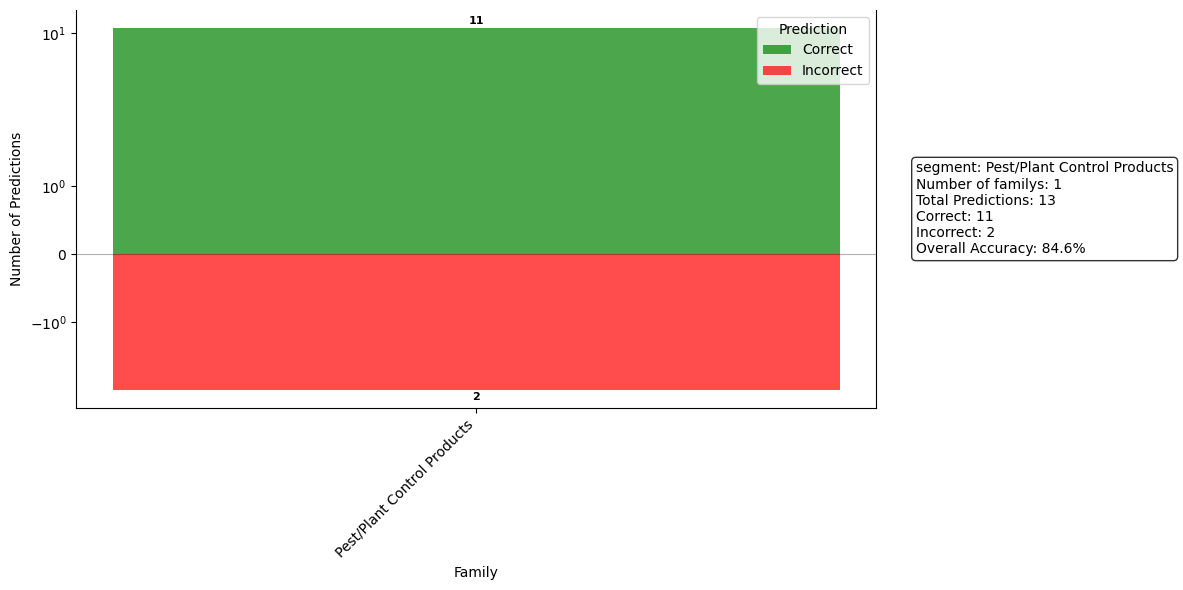 11
Prediction
Correct
Incorrect
10¹
10⁰
0
−10⁰
Number of Predictions
2
Pest/Plant Control Products
Family
segment: Pest/Plant Control Products
Number of familys: 1
Total Predictions: 13
Correct: 11
Incorrect: 2
Overall Accuracy: 84.6%